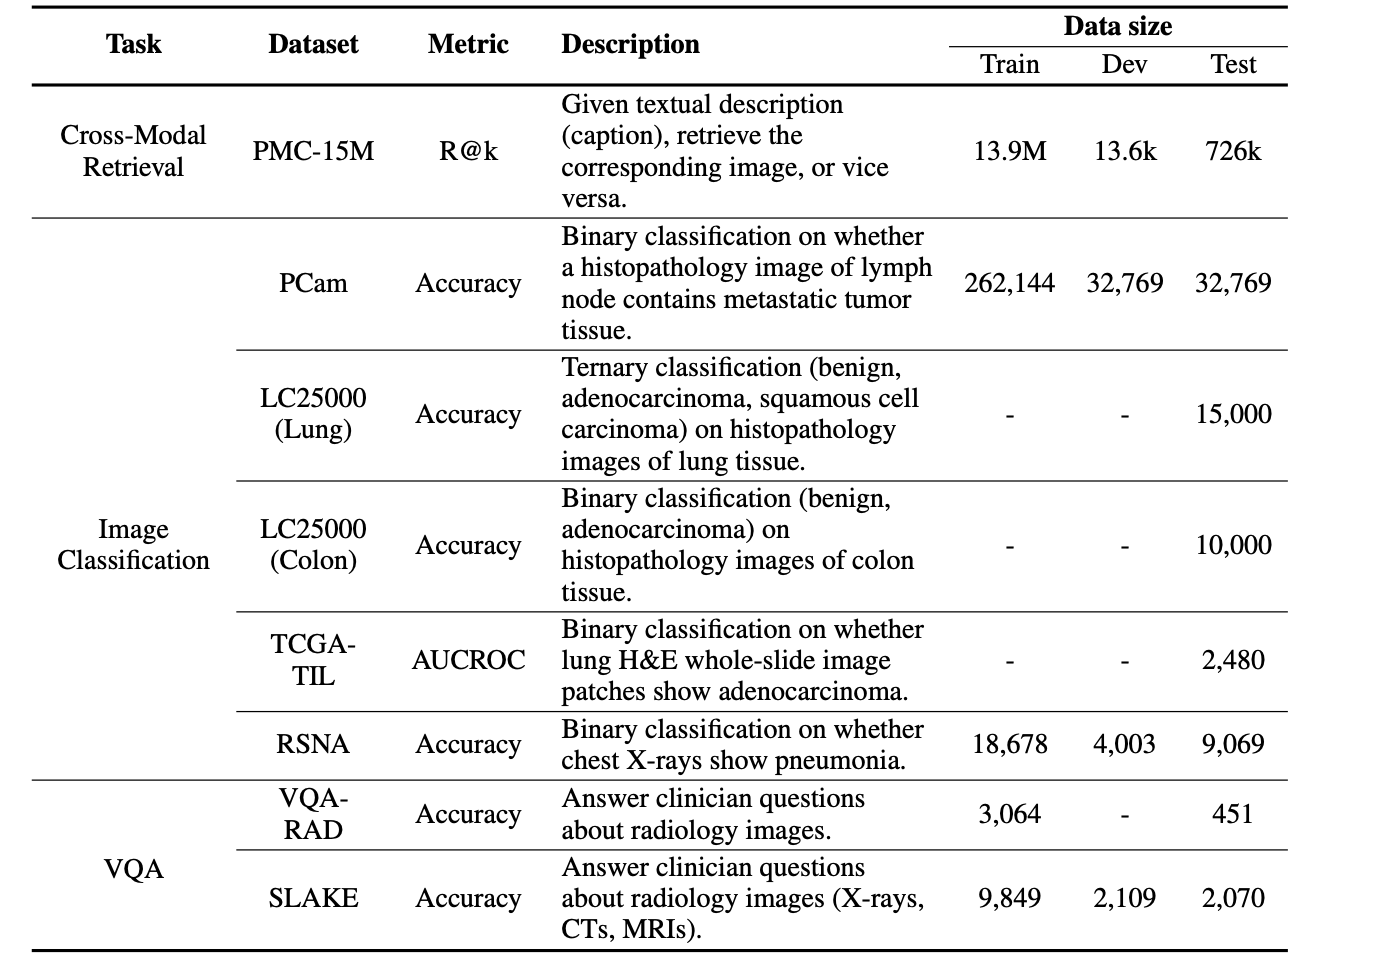 Task Dataset Metric Description Data size
Train Dev Test
Cross-Modal Retrieval PMC-15M R@k Given textual description
(caption), retrieve the
corresponding image, or vice
versa. 13.9M 13.6k 726k
Image Classification PCam Accuracy Binary classification on whether
a histopathology image of lymph
node contains metastatic tumor
tissue. 262,144 32,769 32,769
LC25000 (Lung) Accuracy Ternary classification (benign,
adenocarcinoma, squamous cell
carcinoma) on histopathology
images of lung tissue. - - 15,000
LC25000 (Colon) Accuracy Binary classification (benign,
adenocarcinoma) on
histopathology images of colon
tissue. - - 10,000
TCGA-TIL AUCROC Binary classification on whether
lung H&E whole-slide image
patches show adenocarcinoma. - - 2,480
RSNA Accuracy Binary classification on whether
chest X-rays show pneumonia. 18,678 4,003 9,069
VQA VQA-RAD Accuracy Answer clinician questions
about radiology images. 3,064 - 451
SLAKE Accuracy Answer clinician questions
about radiology images (X-rays,
CTs, MRIs). 9,849 2,109 2,070